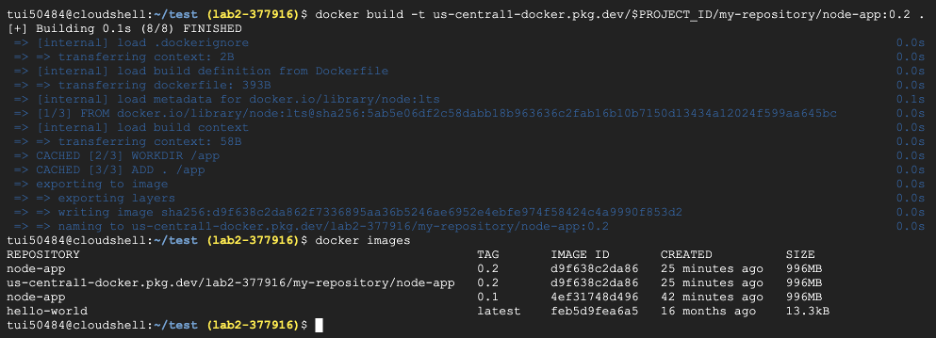 tui50484@cloudshell:~/test (lab2-377916)$ docker build -t us-central1-docker.pkg.dev/$PROJECT_ID/my-repository/node-app:0.2 .
[+] Building 0.1s (8/8) FINISHED
=> [internal] load .dockerignore 0.0s
=> => transferring context: 2B 0.0s
=> [internal] load build definition from Dockerfile 0.0s
=> => transferring dockerfile: 393B 0.0s
=> [internal] load metadata for docker.io/library/node:lts 0.1s
=> [1/3] FROM docker.io/library/node:lts@sha256:5ab5e06df2c58dabb18b963636c2fab16b10b7150d13434a12024f599aa645bc 0.0s
=> [internal] load build context 0.0s
=> => transferring context: 58B 0.0s
=> CACHED [2/3] WORKDIR /app 0.0s
=> CACHED [3/3] ADD . /app 0.0s
=> exporting to image 0.0s
=> => exporting layers 0.0s
=> => writing image sha256:d9f638c2da862f7336895aa36b5246ae6952e4ebfe974f58424c4a9990f853d2 0.0s
=> => naming to us-central1-docker.pkg.dev/lab2-377916/my-repository/node-app:0.2 0.0s
tui50484@cloudshell:~/test (lab2-377916)$ docker images
REPOSITORY TAG IMAGE ID CREATED SIZE
node-app 0.2 d9f638c2da86 25 minutes ago 996MB
us-central1-docker.pkg.dev/lab2-377916/my-repository/node-app 0.2 d9f638c2da86 25 minutes ago 996MB
node-app 0.1 4ef31748d496 42 minutes ago 996MB
hello-world latest feb5d9fea6a5 16 months ago 13.3kB
tui50484@cloudshell:~/test (lab2-377916)$